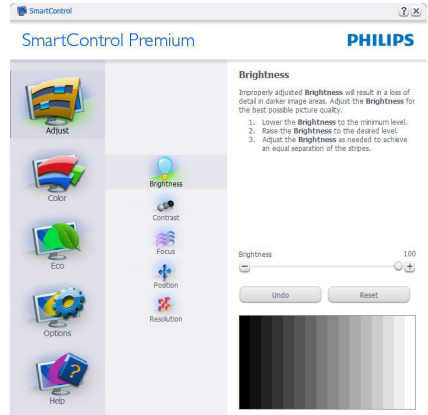 SmartControl
SmartControl Premium
PHILIPS
Adjust
Color
Eco
Options
Help
Brightness
Contrast
Focus
Position
Resolution
Brightness
Improperly adjusted Brightness will result in a loss of
detail in darker image areas. Adjust the Brightness for
the best possible picture quality.
1. Lower the Brightness to the minimum level.
2. Raise the Brightness to the desired level.
3. Adjust the Brightness as needed to achieve
an equal separation of the stripes.
Brightness 100
Undo Reset